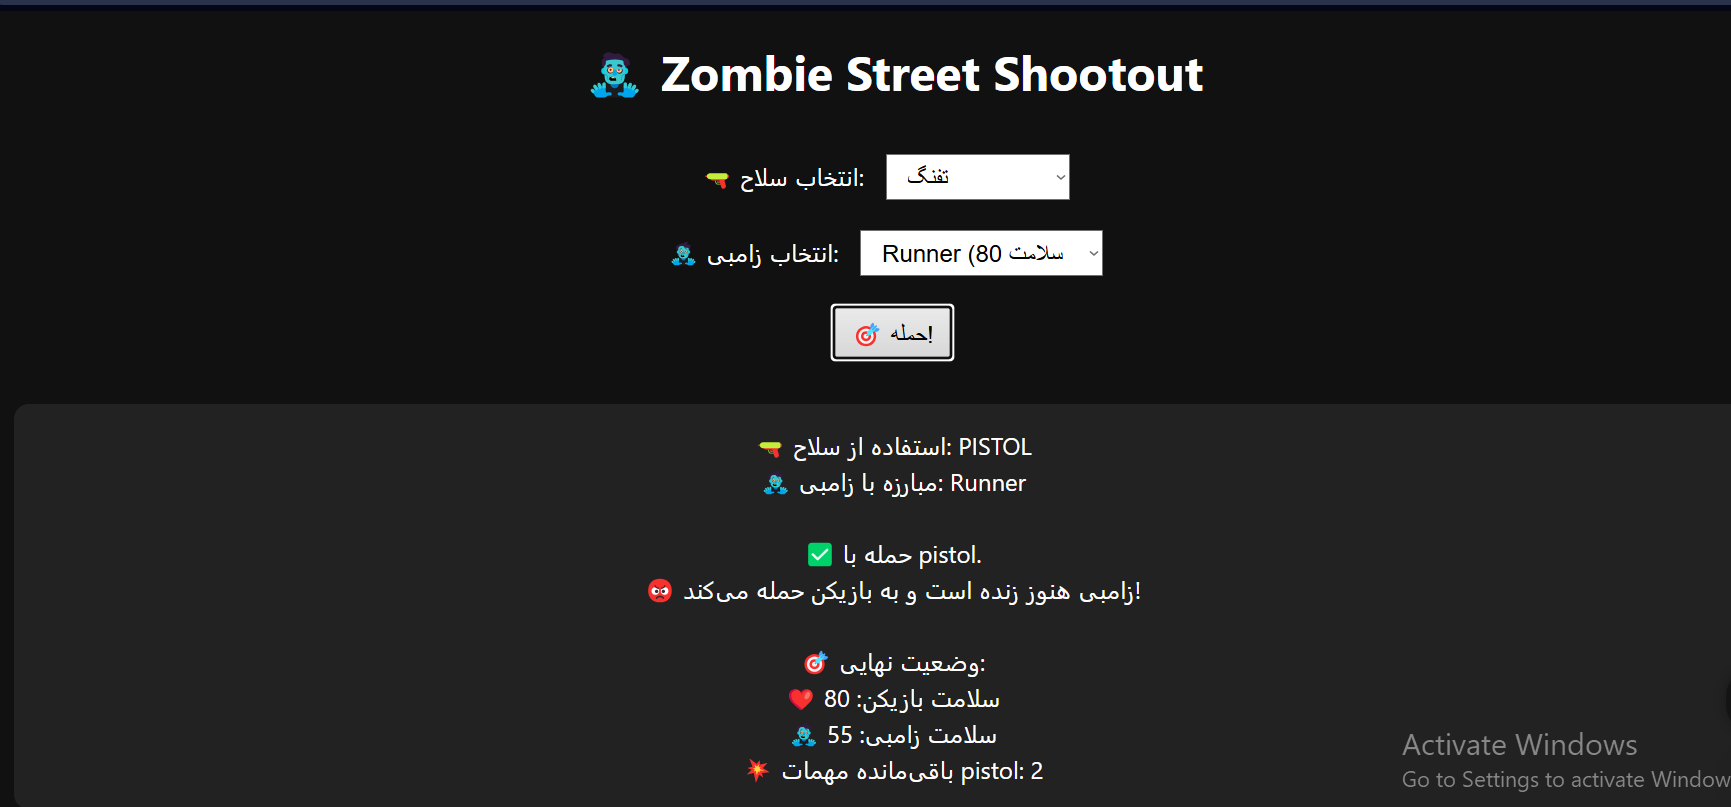 🧟 Zombie Street Shootout
🔫 انتخاب سلاح:
تفنگ
🧟 انتخاب زامبی:
Runner (80 سلامت
🎯 حمله!
🔫 استفاده از سلاح: PISTOL
🧟 مبارزه با زامبی: Runner
✅ حمله با pistol.
😡 زامبی هنوز زنده است و به بازیکن حمله می‌کند!
🎯 وضعیت نهایی:
❤️ سلامت بازیکن: 80
🧟 سلامت زامبی: 55
💥 باقی‌مانده مهمات pistol: 2
Activate Windows
Go to Settings to activate Window